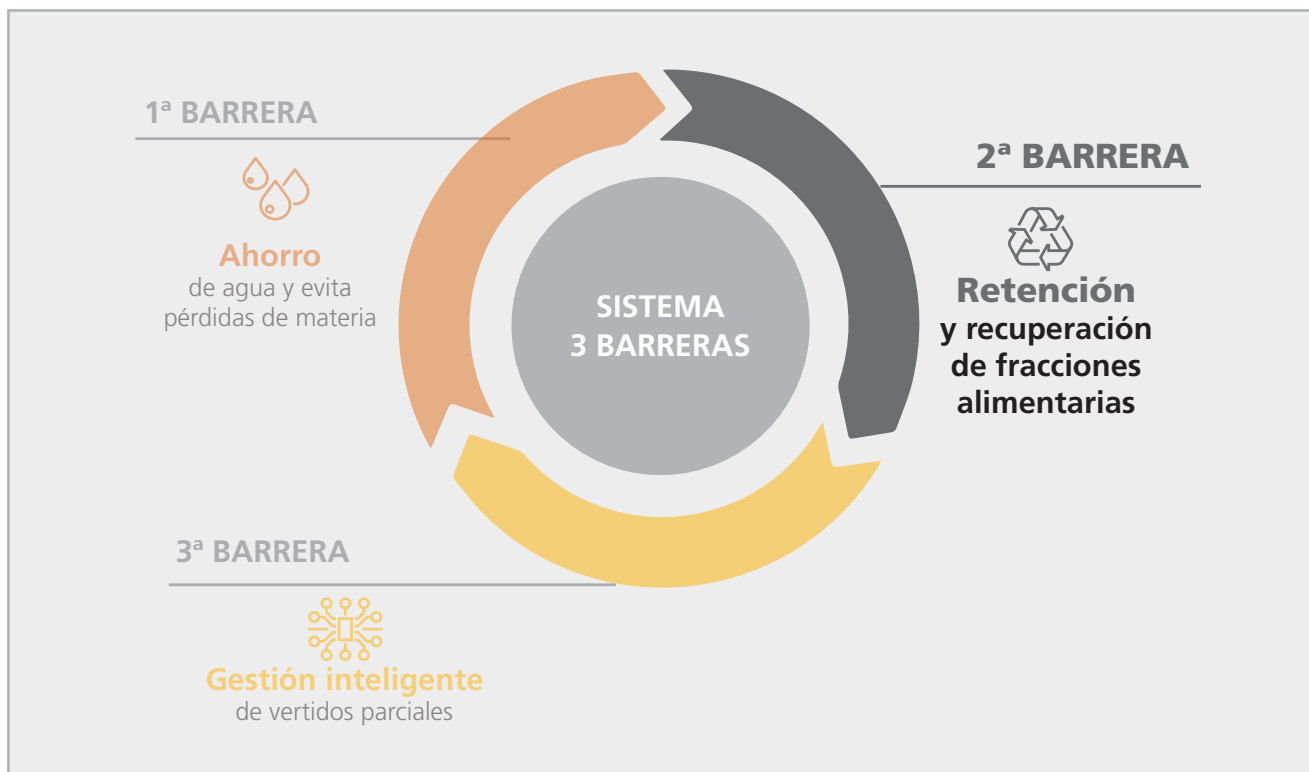 1ª BARRERA
Ahorro
de agua y evita
pérdidas de materia
SISTEMA
3 BARRERAS
2ª BARRERA
Retención
y recuperación
de fracciones
alimentarias
3ª BARRERA
Gestión inteligente
de vertidos parciales